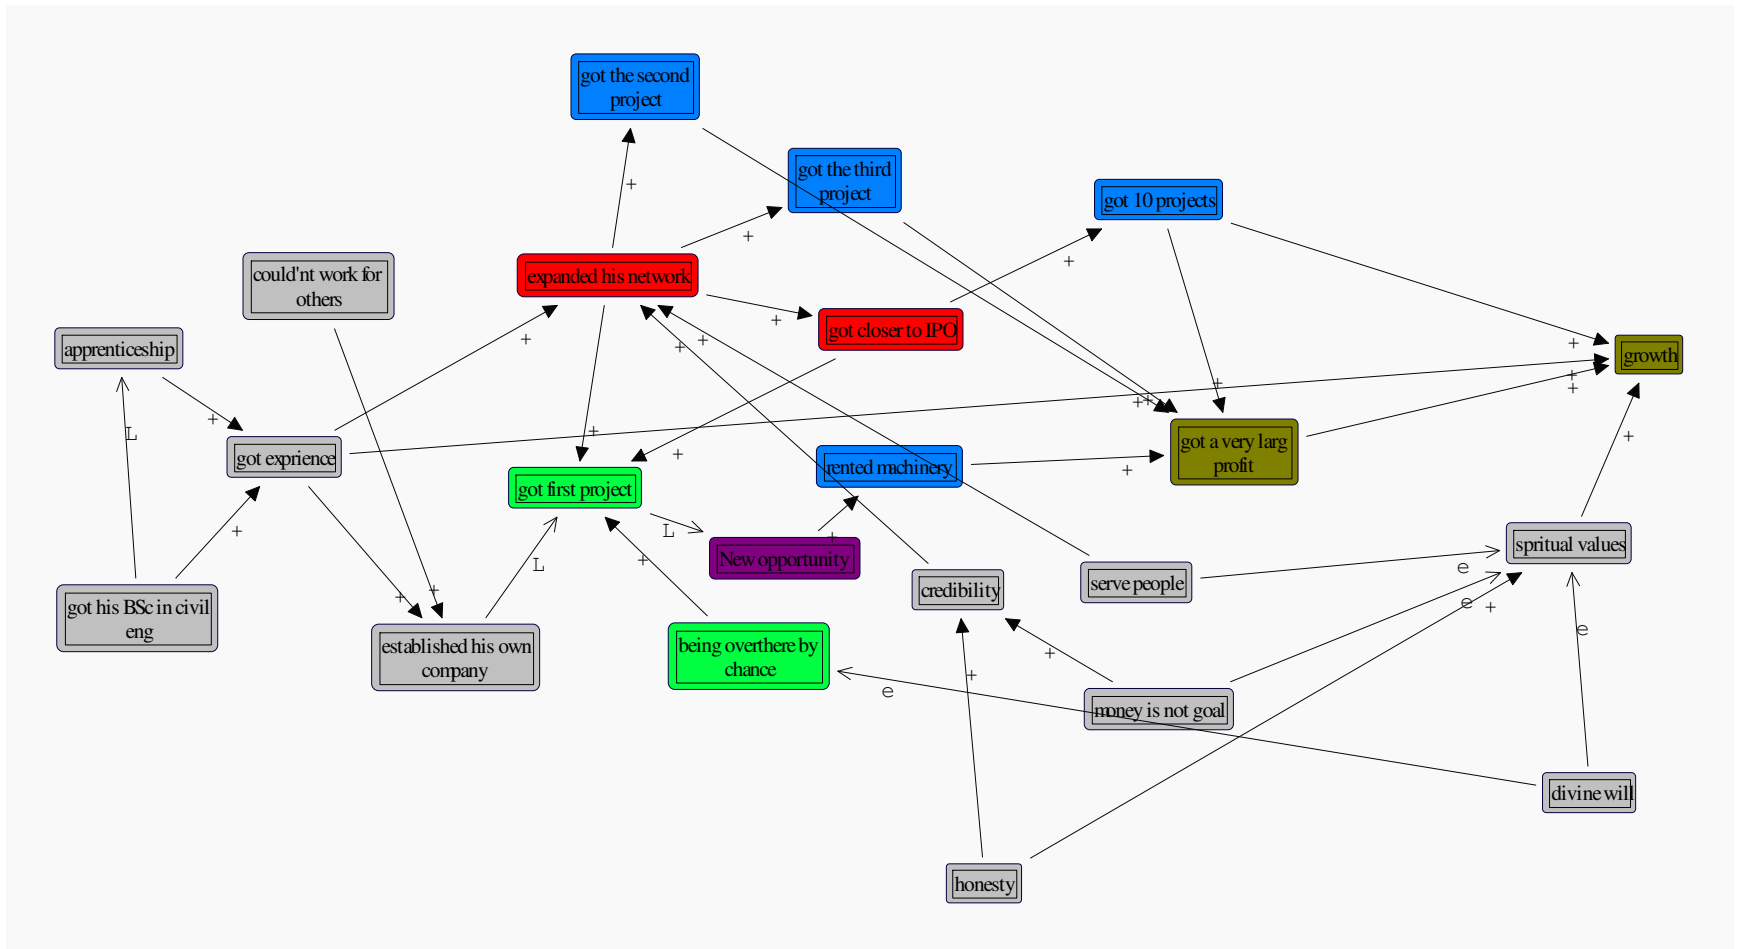 got the second
project
got the third
project
got 10 projects
+
+
+
could'nt work for
others
expanded his network
got closer to IPO
+
+
+
+
+
apprenticeship
growth
+
+
+
+
+
+
L
+
got exprience
+
+
rented machinery
+
got a very larg
profit
+
got first project
L
New opportunity
+
+
+
L
+
spritual values
credibility
serve people
e
e
+
e
got his BSc in civil
eng
+
+
established his own
company
being overthere by
chance
e
+
+
money is not goal
divine will
honesty